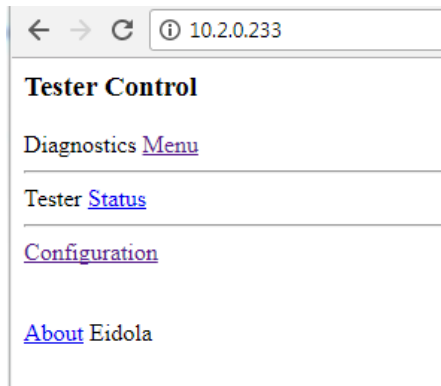 10.2.0.233
Tester Control
Diagnostics Menu
Tester Status
Configuration
About Eidola